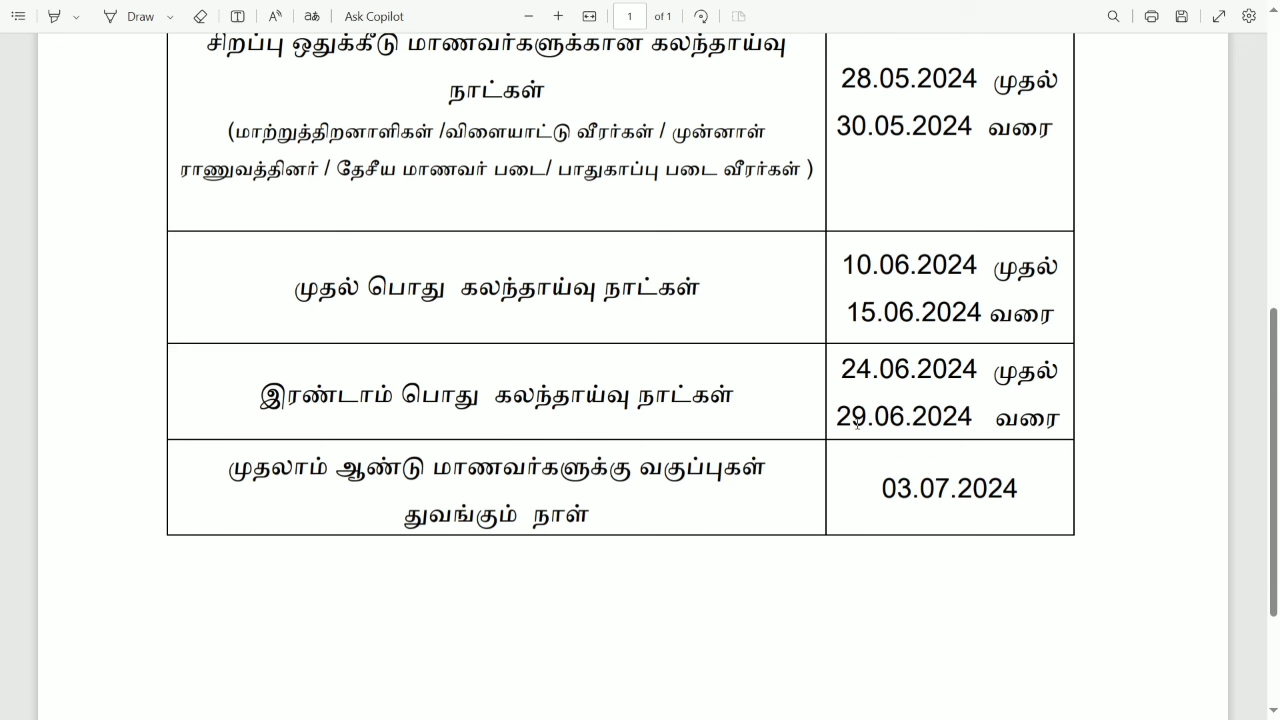 Draw
Ask Copilot
1 of 1
சிறப்பு ஒதுக்கீடு மாணவர்களுக்கான கலந்தாய்வு
நாட்கள்
(மாற்றுத்திறனாளிகள் /விளையாட்டு வீரர்கள் / முன்னாள்
ராணுவத்தினர் / தேசீய மாணவர் படை/ பாதுகாப்பு படை வீரர்கள் )
28.05.2024 முதல்
30.05.2024 வரை
முதல் பொது கலந்தாய்வு நாட்கள்
10.06.2024 முதல்
15.06.2024 வரை
இரண்டாம் பொது கலந்தாய்வு நாட்கள்
24.06.2024 முதல்
29.06.2024 வரை
முதலாம் ஆண்டு மாணவர்களுக்கு வகுப்புகள்
துவங்கும் நாள்
03.07.2024